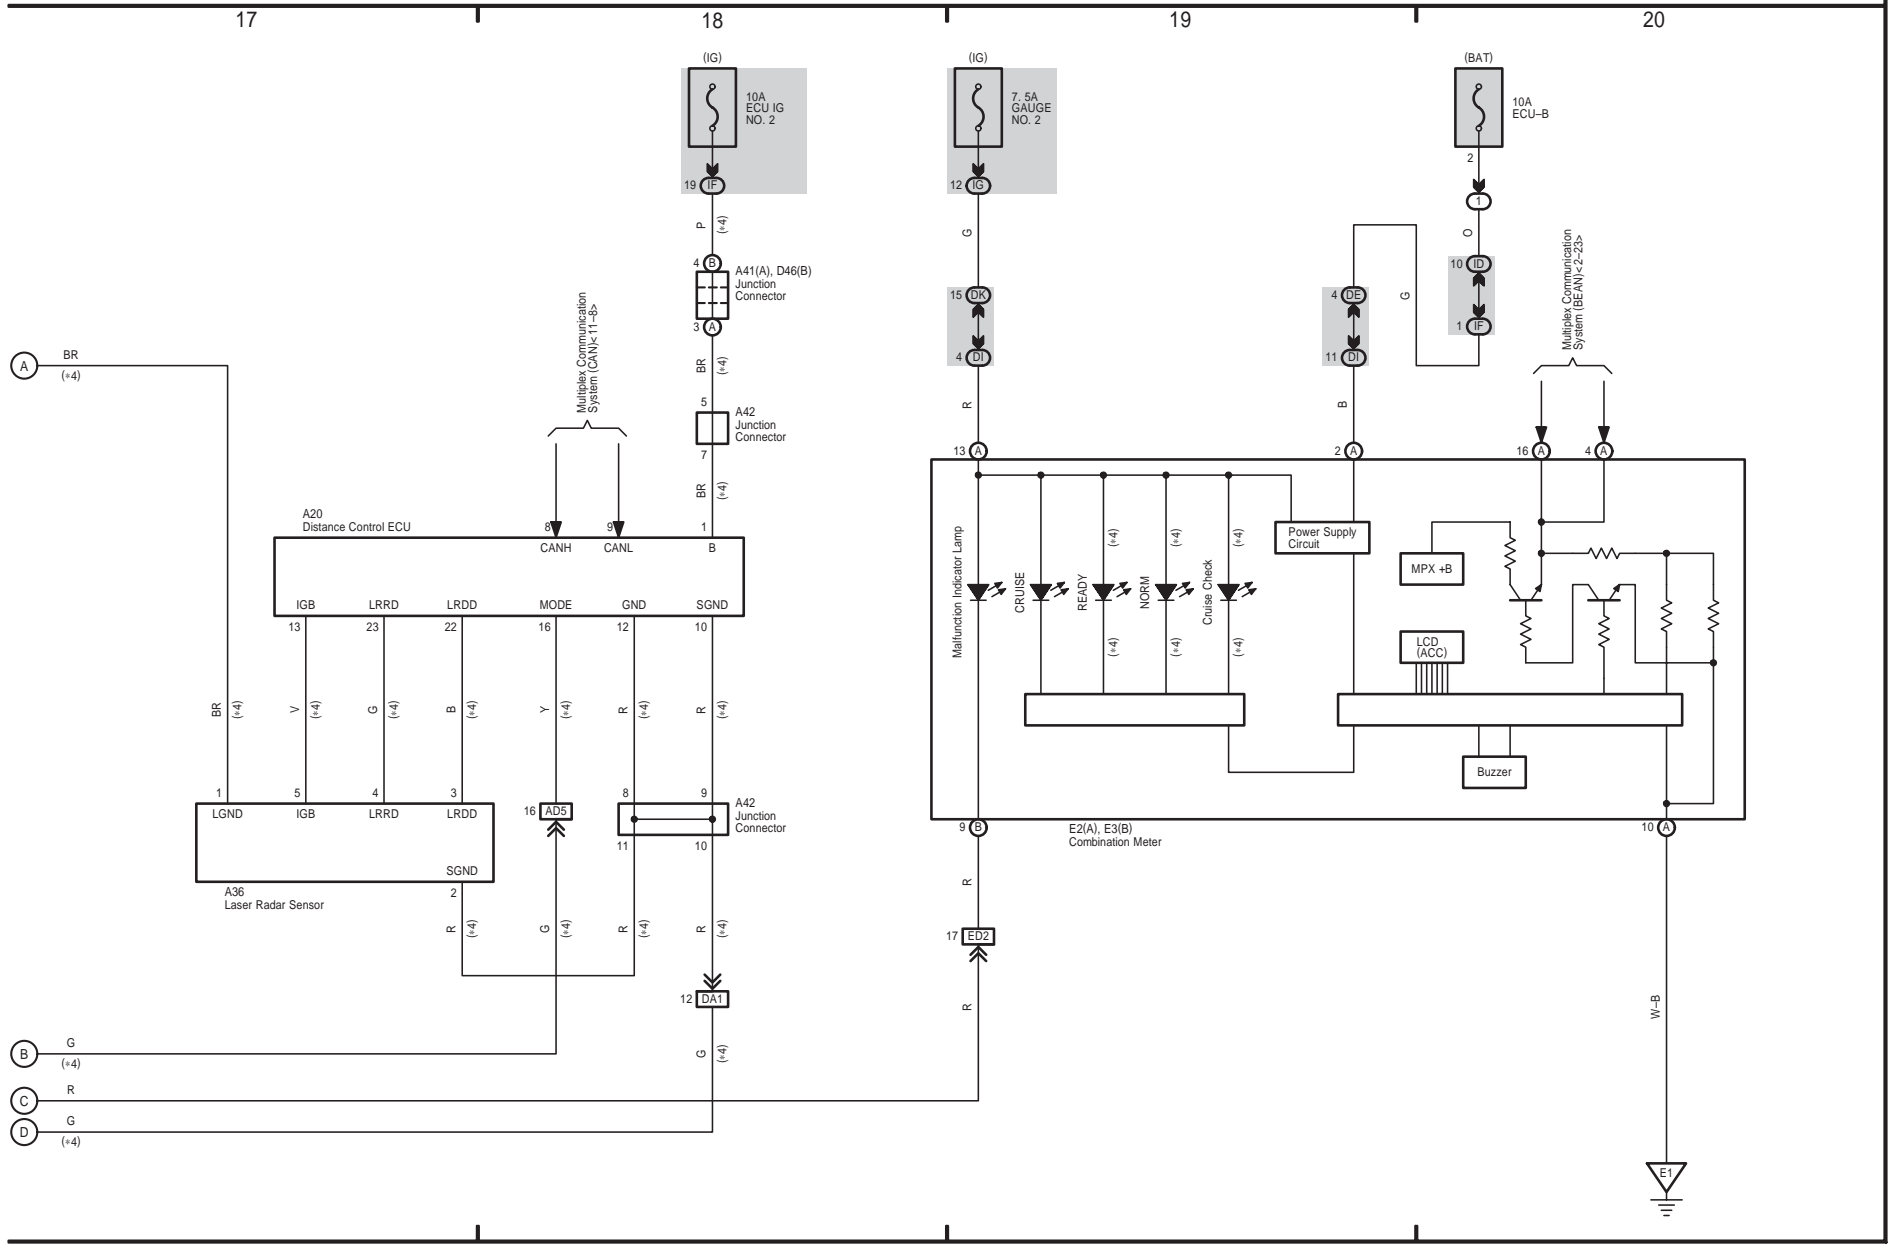 17
18
19
20
(IG)
10A
ECU IG
NO. 2
19 IF
P
(∗4)
4 B
A41(A), D46(B)
Junction
Connector
3 A
BR
(∗4)
5
A42
Junction
Connector
7
BR
(∗4)
Multiplex Communication
System (CAN)<11–8>
A
BR
(∗4)
A20
Distance Control ECU
8
9
1
CANH
CANL
B
IGB
LRRD
LRDD
MODE
GND
SGND
13
23
22
16
12
10
BR
(∗4)
V
(∗4)
G
(∗4)
B
(∗4)
Y
(∗4)
R
(∗4)
R
(∗4)
1
5
4
3
LGND
IGB
LRRD
LRDD
SGND
2
A36
Laser Radar Sensor
16 AD5
8
9
A42
Junction
Connector
11
10
R
(∗4)
G
(∗4)
R
(∗4)
R
(∗4)
12 DA1
G
(∗4)
B
G
(∗4)
C
R
D
G
(∗4)
(IG)
7. 5A
GAUGE
NO. 2
12 IG
G
15 DK
4 DI
R
13 A
(BAT)
10A
ECU–B
2
1
O
10 ID
1 IF
G
4 DE
11 DI
B
2 A
Multiplex Communication
System (BEAN)<2–23>
16 A
4 A
Malfunction Indicator Lamp
CRUISE
READY
(∗4)
(∗4)
NORM
(∗4)
(∗4)
Cruise Check
(∗4)
(∗4)
Power Supply
Circuit
MPX +B
LCD
(ACC)
Buzzer
9 B
E2(A), E3(B)
Combination Meter
10 A
R
17 ED2
R
W–B
E1